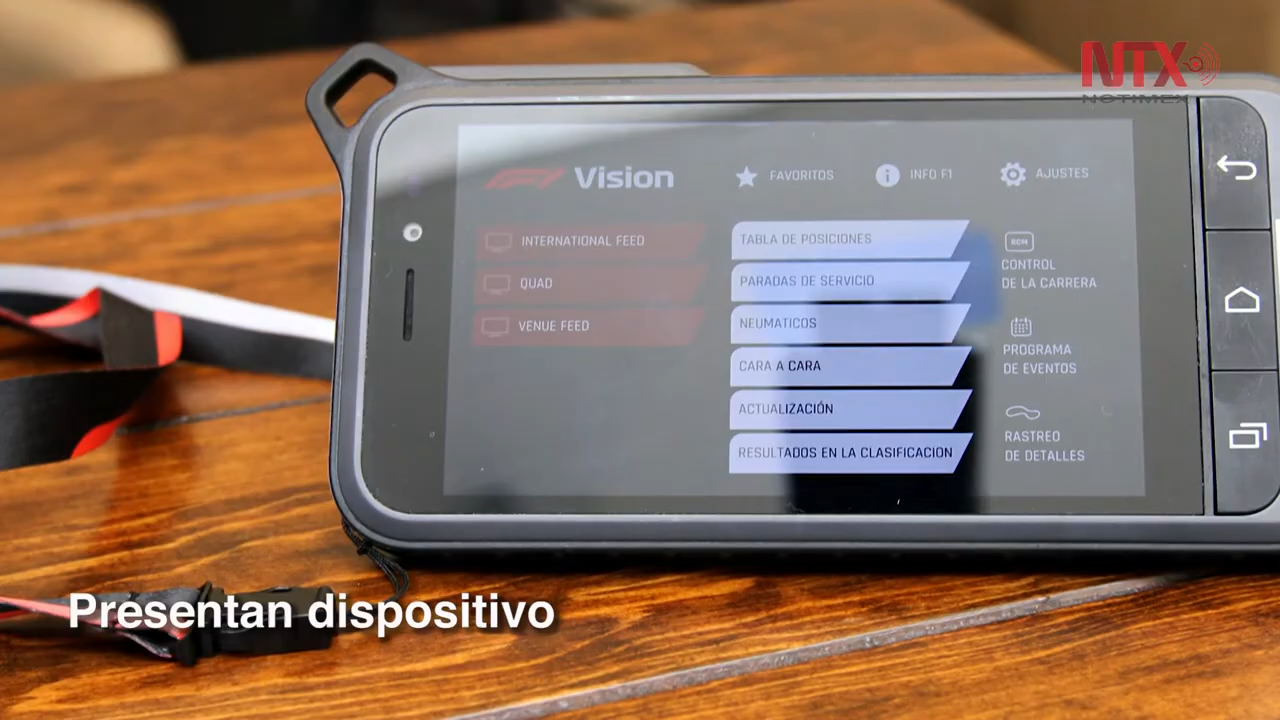 NTX
NOTIMEX
F1 Vision
FAVORITOS
INFO F1
AJUSTES
INTERNATIONAL FEED
QUAD
VENUE FEED
TABLA DE POSICIONES
PARADAS DE SERVICIO
NEUMATICOS
CARA A CARA
ACTUALIZACIÓN
RESULTADOS EN LA CLASIFICACION
RCM
CONTROL
DE LA CARRERA
PROGRAMA
DE EVENTOS
RASTREO
DE DETALLES
Presentan dispositivo